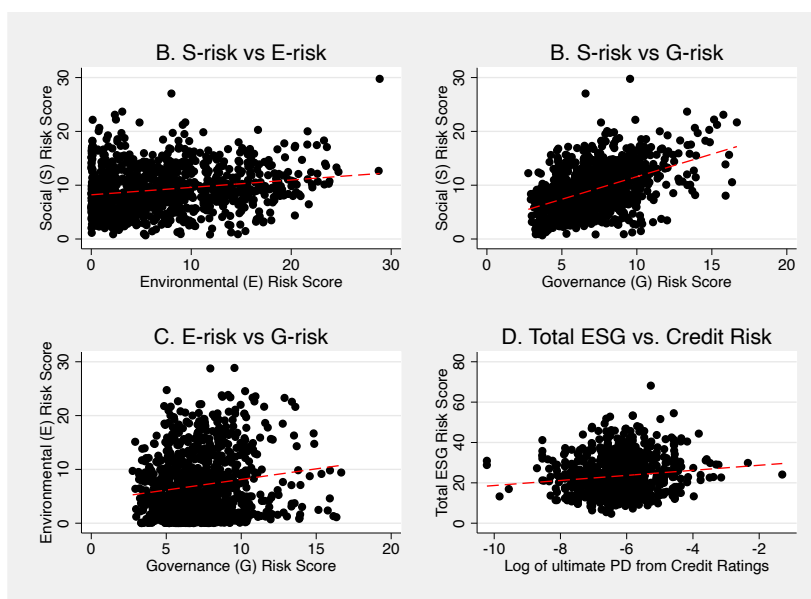 B. S-risk vs E-risk
Social (S) Risk Score
30
20
10
0
0 10 20 30
Environmental (E) Risk Score
B. S-risk vs G-risk
Social (S) Risk Score
30
20
10
0
0 5 10 15 20
Governance (G) Risk Score
C. E-risk vs G-risk
Environmental (E) Risk Score
30
20
10
0
0 5 10 15 20
Governance (G) Risk Score
D. Total ESG vs. Credit Risk
Total ESG Risk Score
80
60
40
20
0
-10 -8 -6 -4 -2
Log of ultimate PD from Credit Ratings